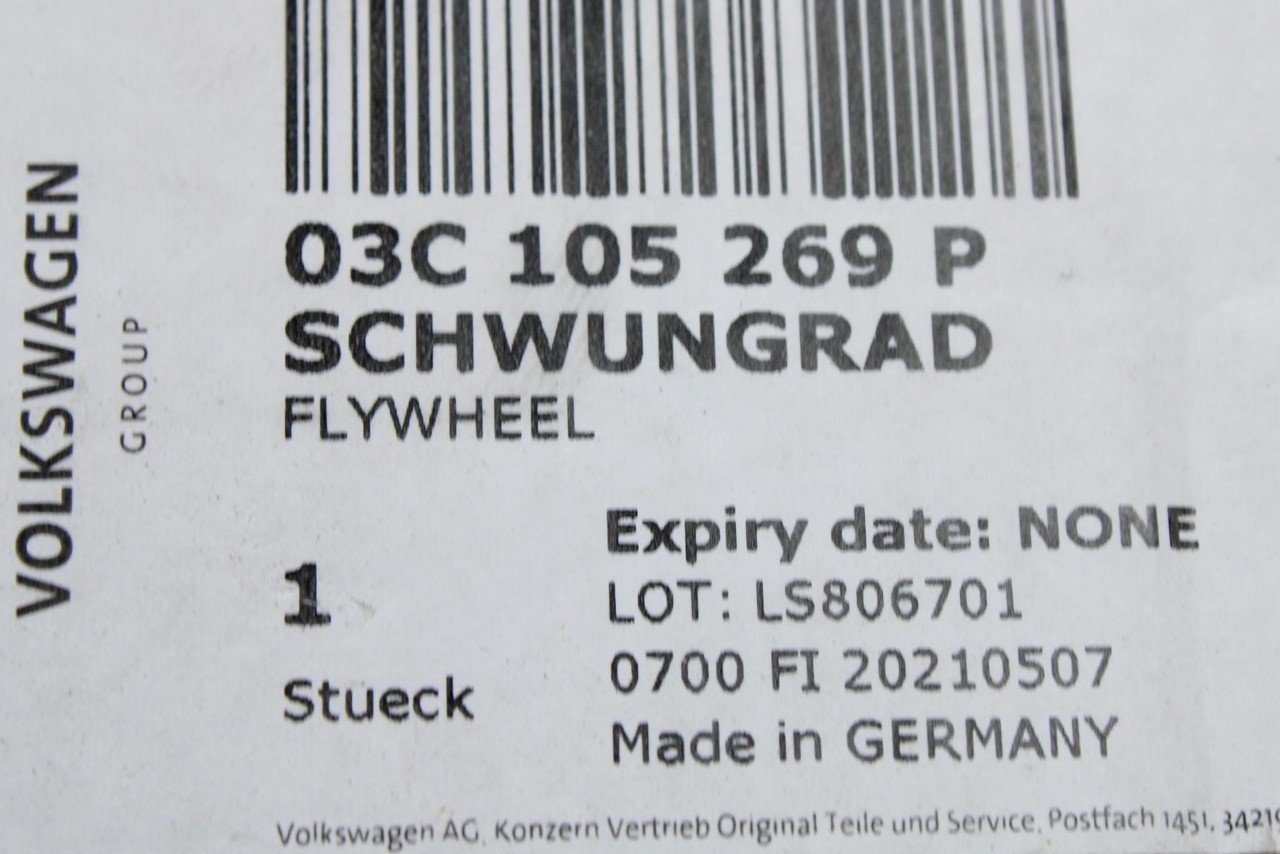 VOLKSWAGEN
GROUP
03C 105 269 P
SCHWUNGRAD
FLYWHEEL
1
Stueck
Expiry date: NONE
LOT: LS806701
0700 FI 20210507
Made in GERMANY
Volkswagen AG, Konzern Vertrieb Original Teile und Service, Postfach 1451, 34219